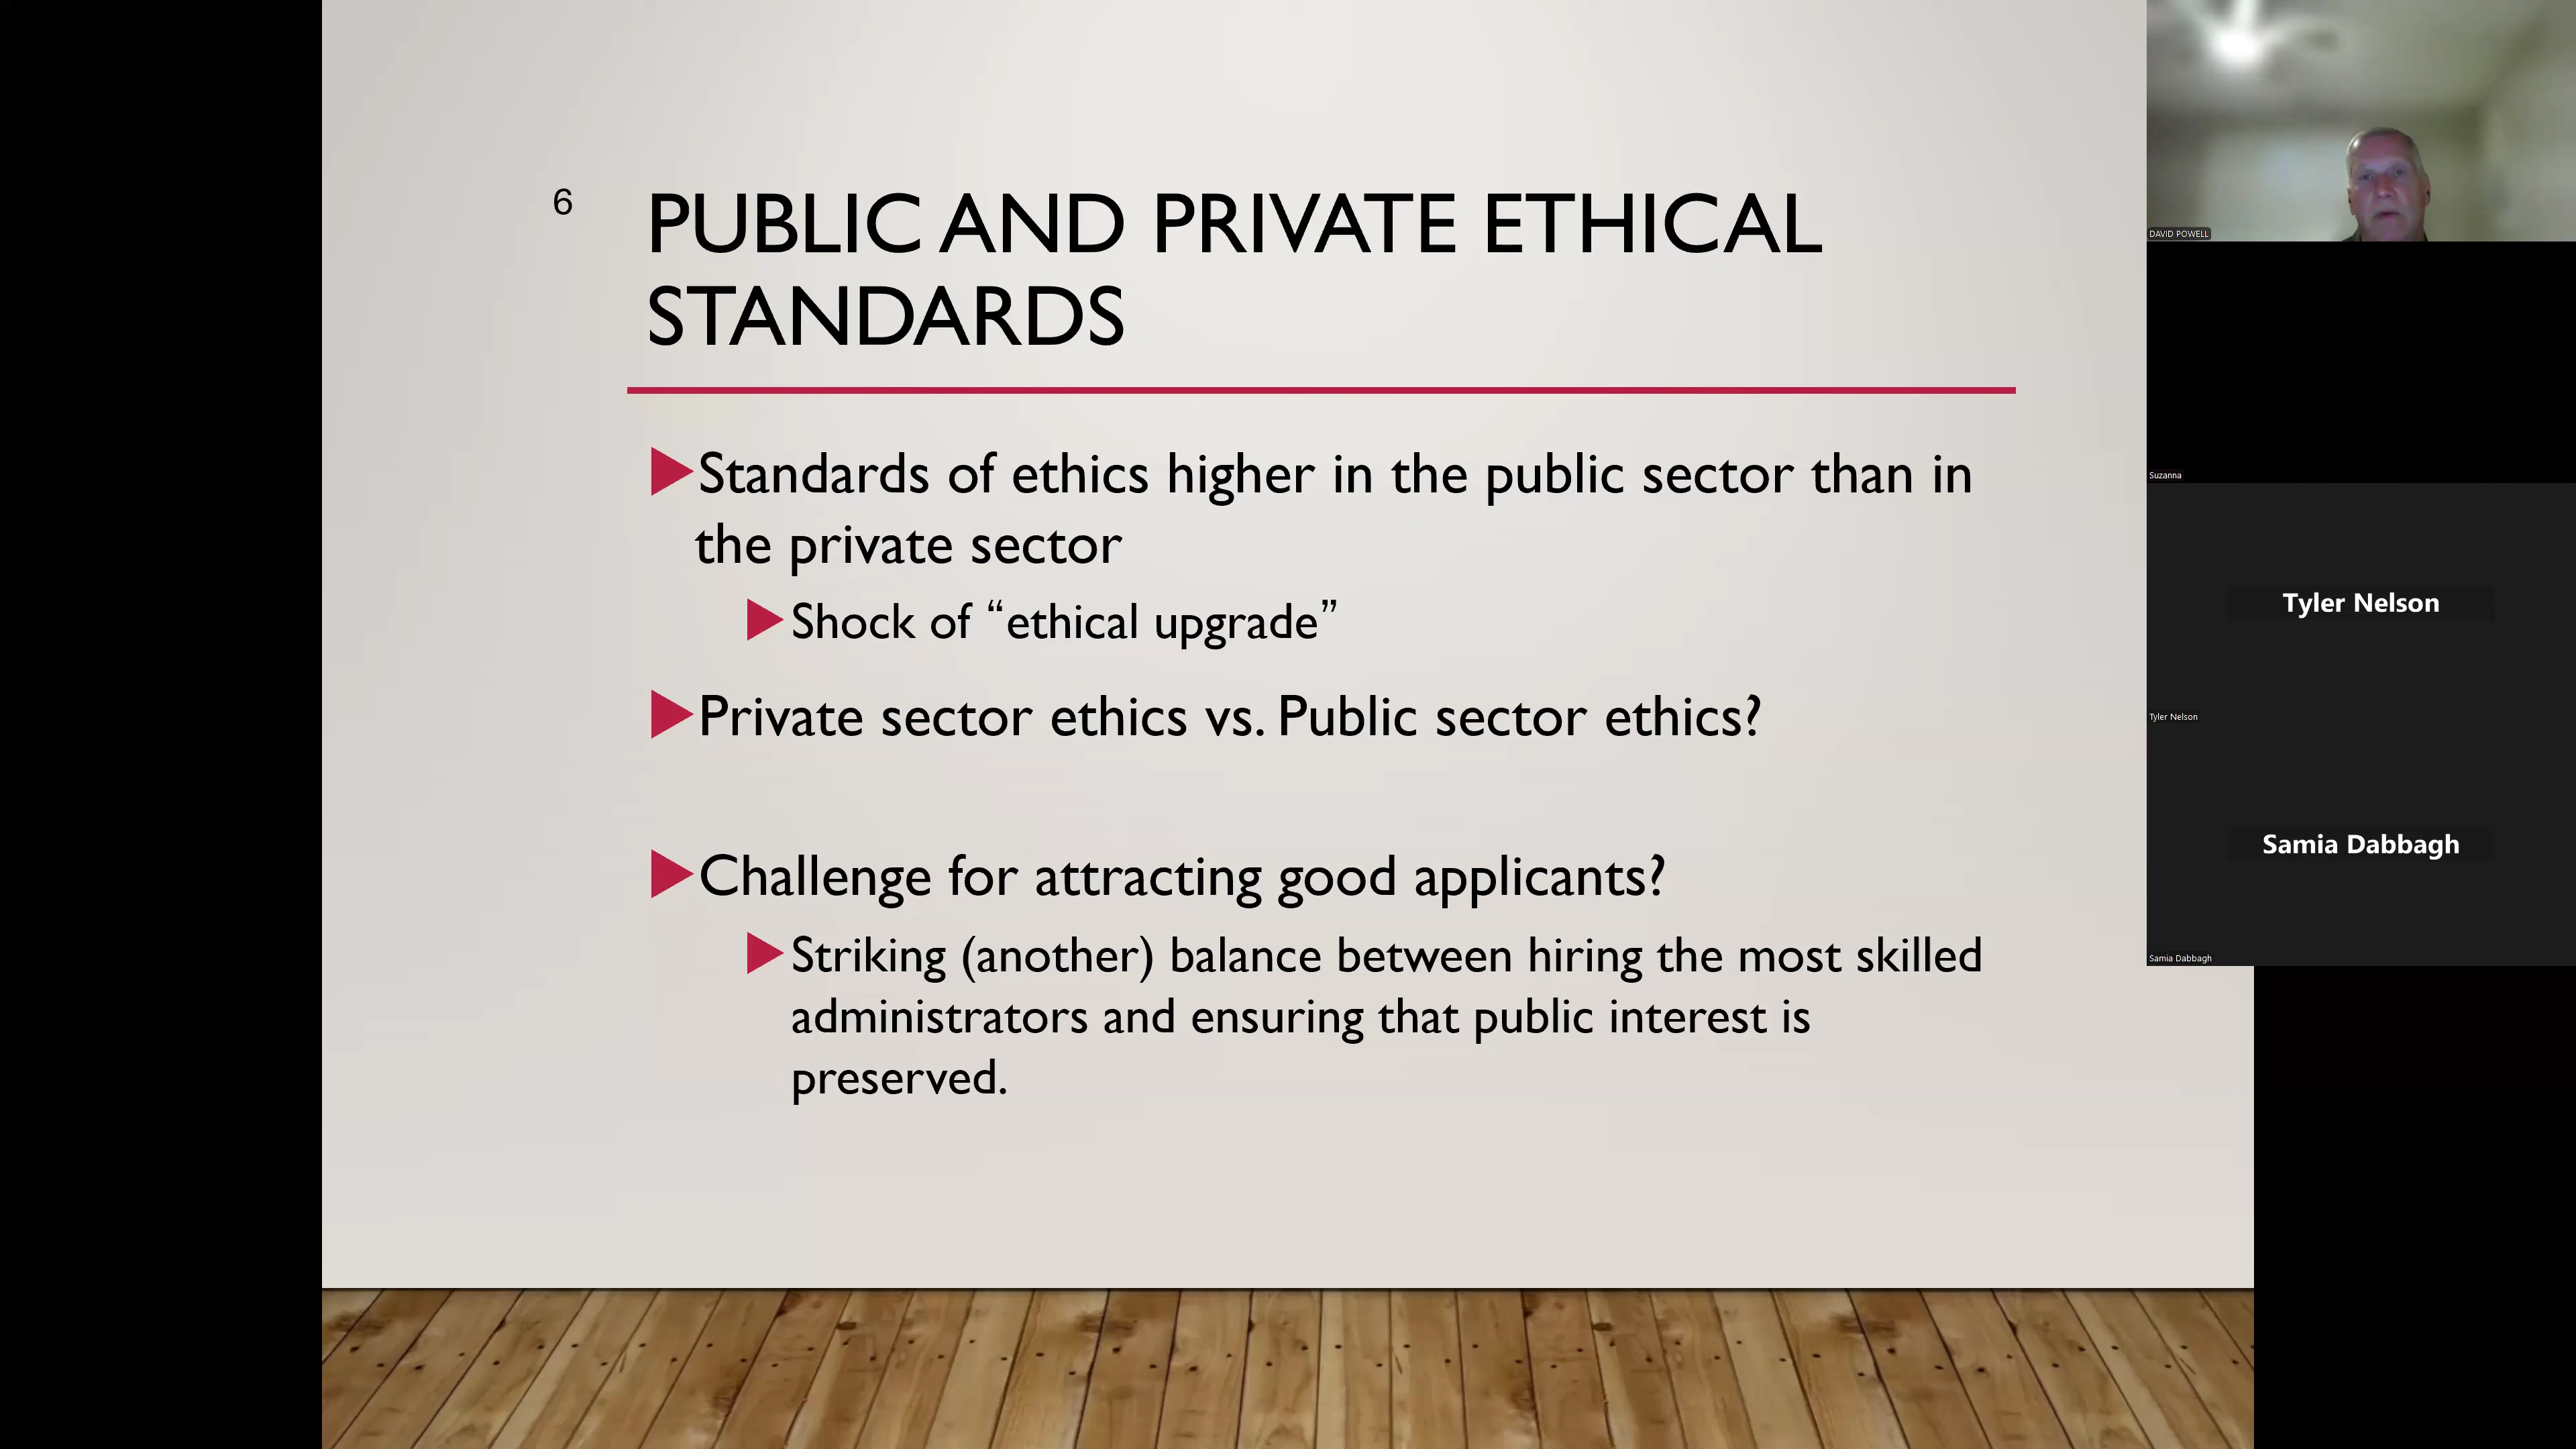 6
PUBLIC AND PRIVATE ETHICAL
STANDARDS
Standards of ethics higher in the public sector than in
the private sector
Shock of “ethical upgrade”
Private sector ethics vs. Public sector ethics?
Challenge for attracting good applicants?
Striking (another) balance between hiring the most skilled
administrators and ensuring that public interest is
preserved.
DAVID POWELL
Suzanna
Tyler Nelson
Tyler Nelson
Samia Dabbagh
Samia Dabbagh